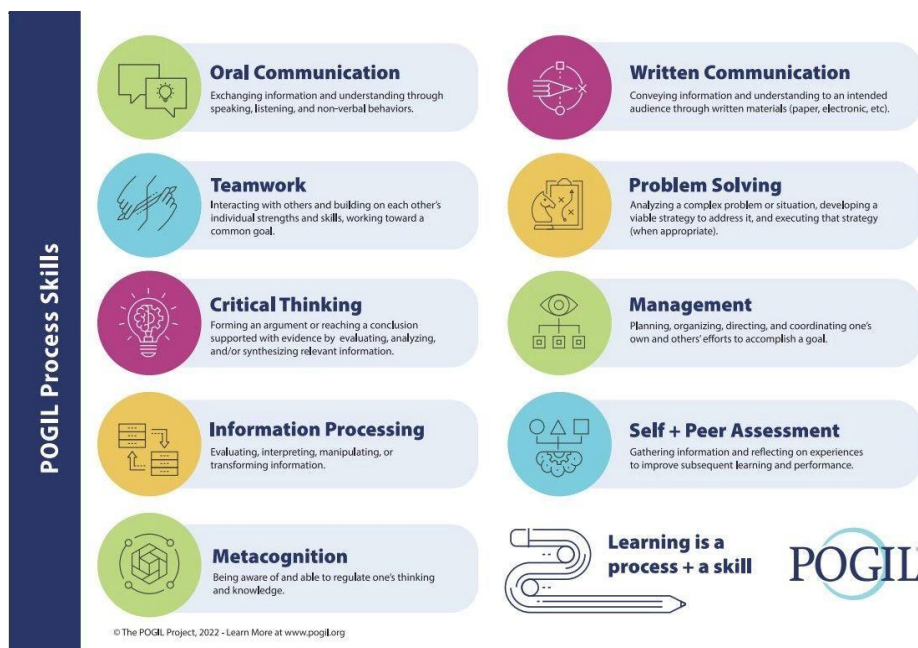 POGIL Process Skills
Oral Communication
Exchanging information and understanding through
speaking, listening, and non-verbal behaviors.
Teamwork
Interacting with others and building on each other's
individual strengths and skills, working toward a
common goal.
Critical Thinking
Forming an argument or reaching a conclusion
supported with evidence by evaluating, analyzing,
and/or synthesizing relevant information.
Information Processing
Evaluating, interpreting, manipulating, or
transforming information.
Metacognition
Being aware of and able to regulate one's thinking
and knowledge.
Written Communication
Conveying information and understanding to an intended
audience through written materials (paper, electronic, etc).
Problem Solving
Analyzing a complex problem or situation, developing a
viable strategy to address it, and executing that strategy
(when appropriate).
Management
Planning, organizing, directing, and coordinating one's
own and others' efforts to accomplish a goal.
Self + Peer Assessment
Gathering information and reflecting on experiences
to improve subsequent learning and performance.
Learning is a
process + a skill
POGIL
© The POGIL Project, 2022 - Learn More at www.pogil.org